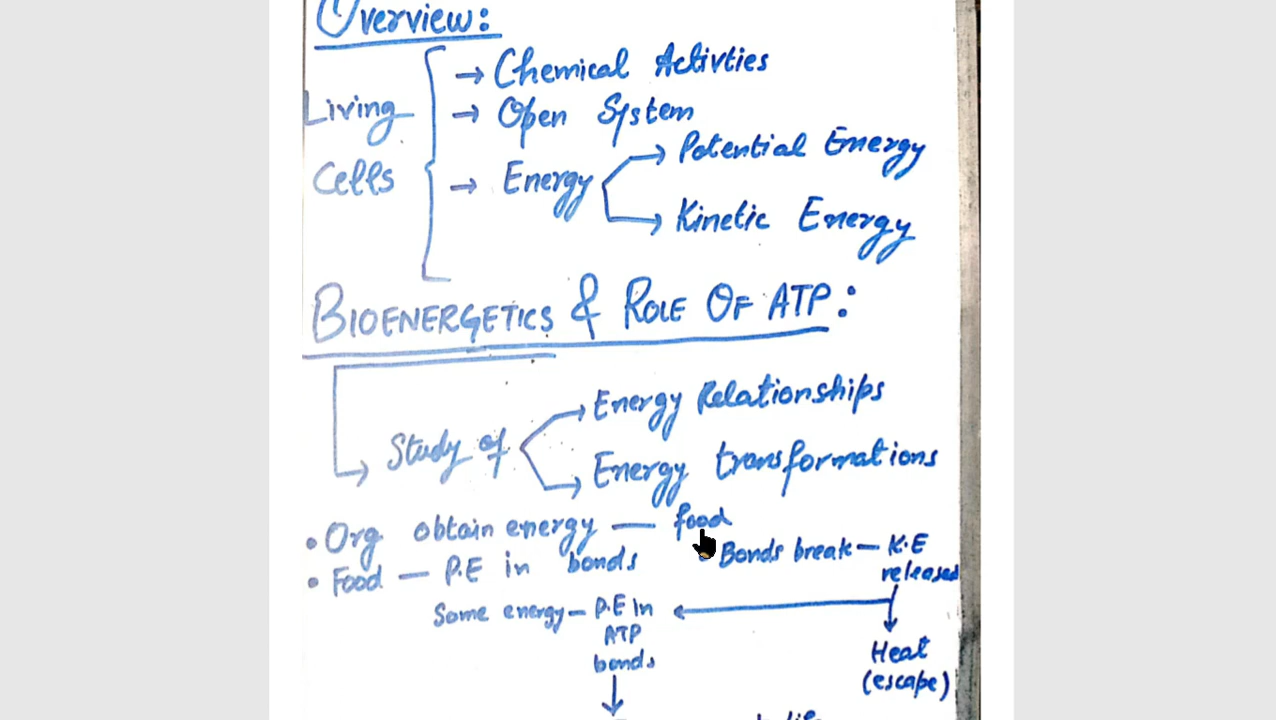 Overview:
Living Cells
→ Chemical Activties
→ Open System
→ Energy
→ Potential Energy
→ Kinetic Energy
BIOENERGETICS & ROLE OF ATP:
Study of
→ Energy Relationships
→ Energy transformations
• Org obtain energy — food
• Food — P.E in bonds
• Bonds break — K.E released
Some energy — P.E in ATP bonds
Heat (escape)